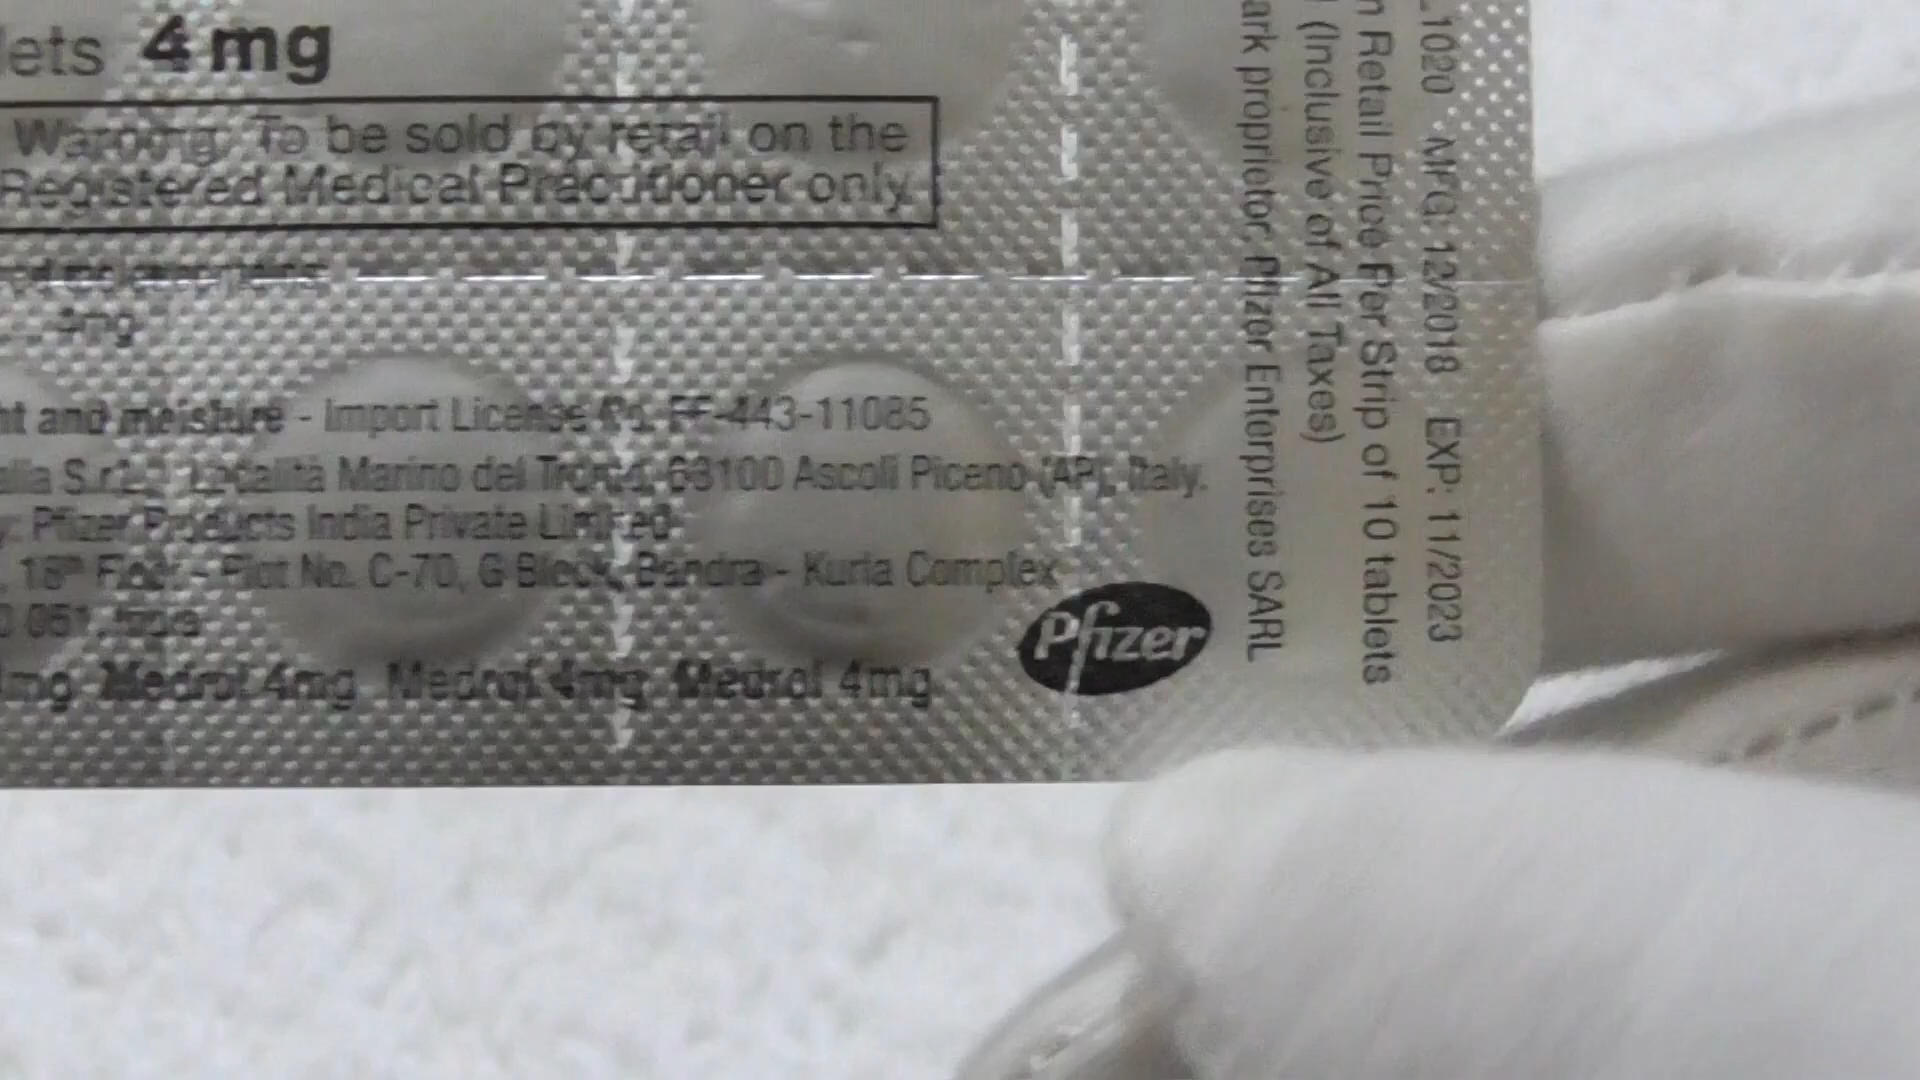 lets 4 mg
Warning: To be sold by retail on the
Registered Medical Practitioner only.
4mg
nt and moisture - Import License No. FF-443-11085
alia S.r.l., Località Marino del Tronto, 63100 Ascoli Piceno (AP), Italy.
y: Pfizer Products India Private Limited
, 18th Floor - Plot No. C-70, G Block, Bandra - Kurla Complex
0 051, India
mg Medrol 4mg Medrol 4mg Medrol 4mg
Pfizer
1020 MFG: 12/2018 EXP: 11/2023
n Retail Price Per Strip of 10 tablets
(Inclusive of All Taxes)
ark proprietor, Pfizer Enterprises SARL